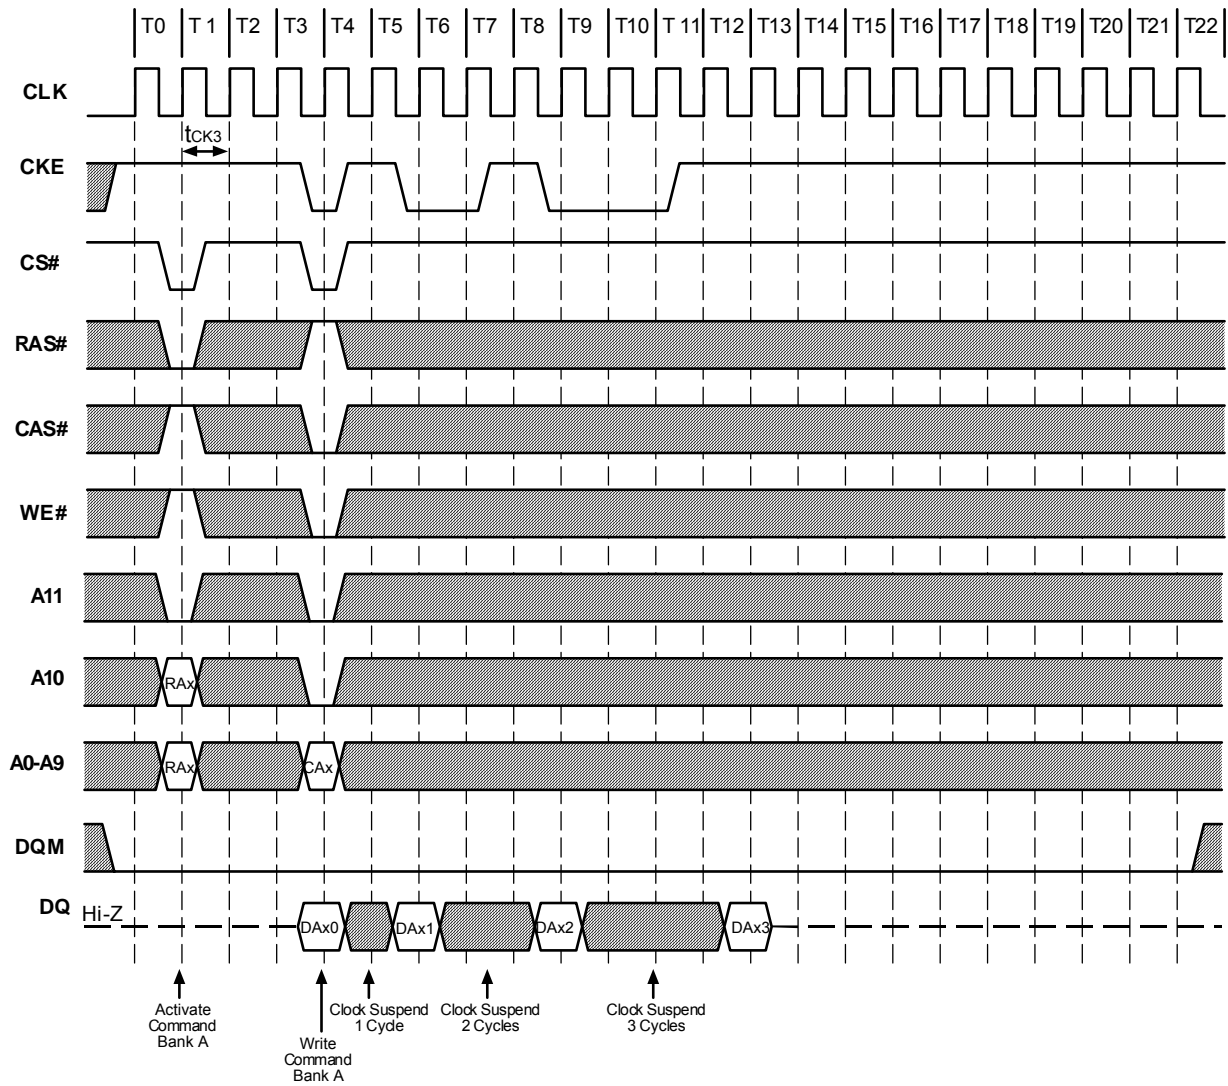 T0 T 1 T2 T3 T4 T5 T6 T7 T8 T9 T10 T 11 T12 T13 T14 T15 T16 T17 T18 T19 T20 T21 T22
CLK
tCK3
CKE
CS#
RAS#
CAS#
WE#
A11
A10
RAx
A0-A9
RAx CAx
DQM
DQ
Hi-Z
DAx0 DAx1 DAx2 DAx3
Activate
Command
Bank A
Write
Command
Bank A
Clock Suspend
1 Cycle
Clock Suspend
2 Cycles
Clock Suspend
3 Cycles